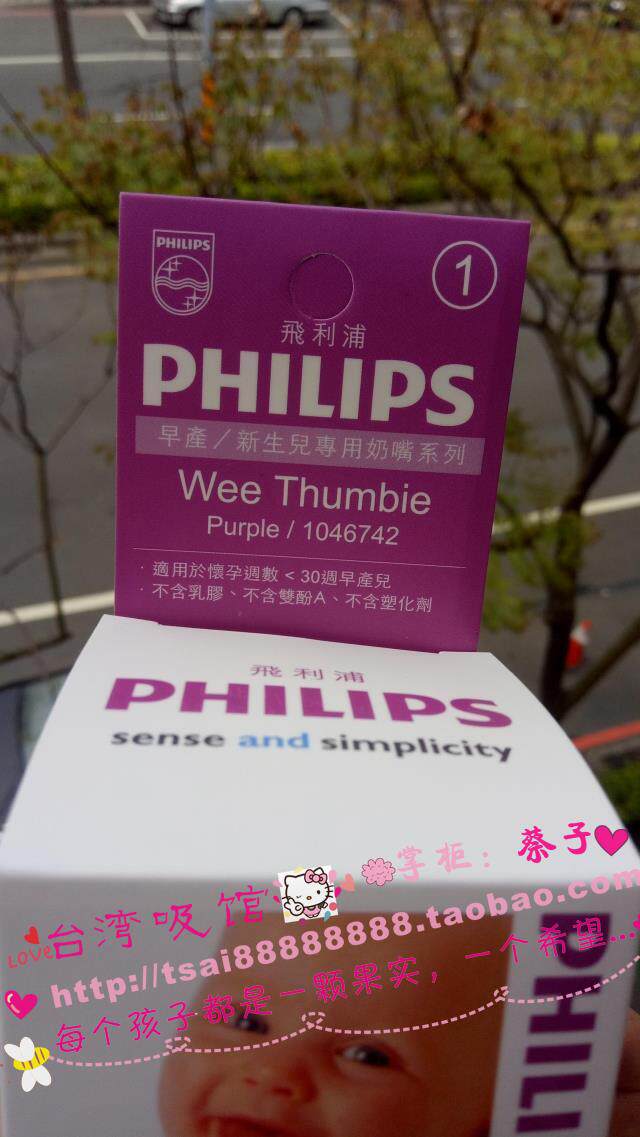 PHILIPS
1
飛利浦
PHILIPS
早產／新生兒專用奶嘴系列
Wee Thumbie
Purple / 1046742
· 適用於懷孕週數 < 30週早產兒
· 不含乳膠、不含雙酚A、不含塑化劑
飛利浦
PHILIPS
sense and simplicity
掌柜：蔡子
LOVE台湾吸馆
http://tsai88888888.taobao.com
每个孩子都是一颗果实，一个希望...
PHILI